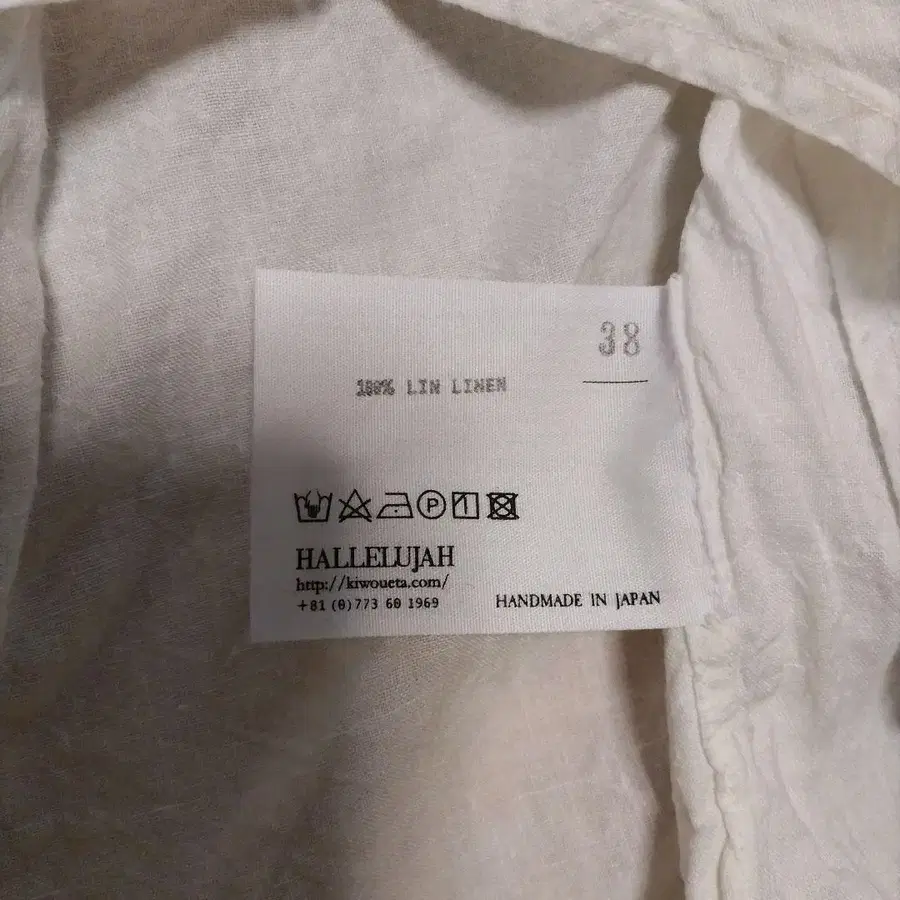 38
100% LIN LINEN
P
HALLELUJAH
http://kiwoueta.com/
+81 (0)773 60 1969
HANDMADE IN JAPAN